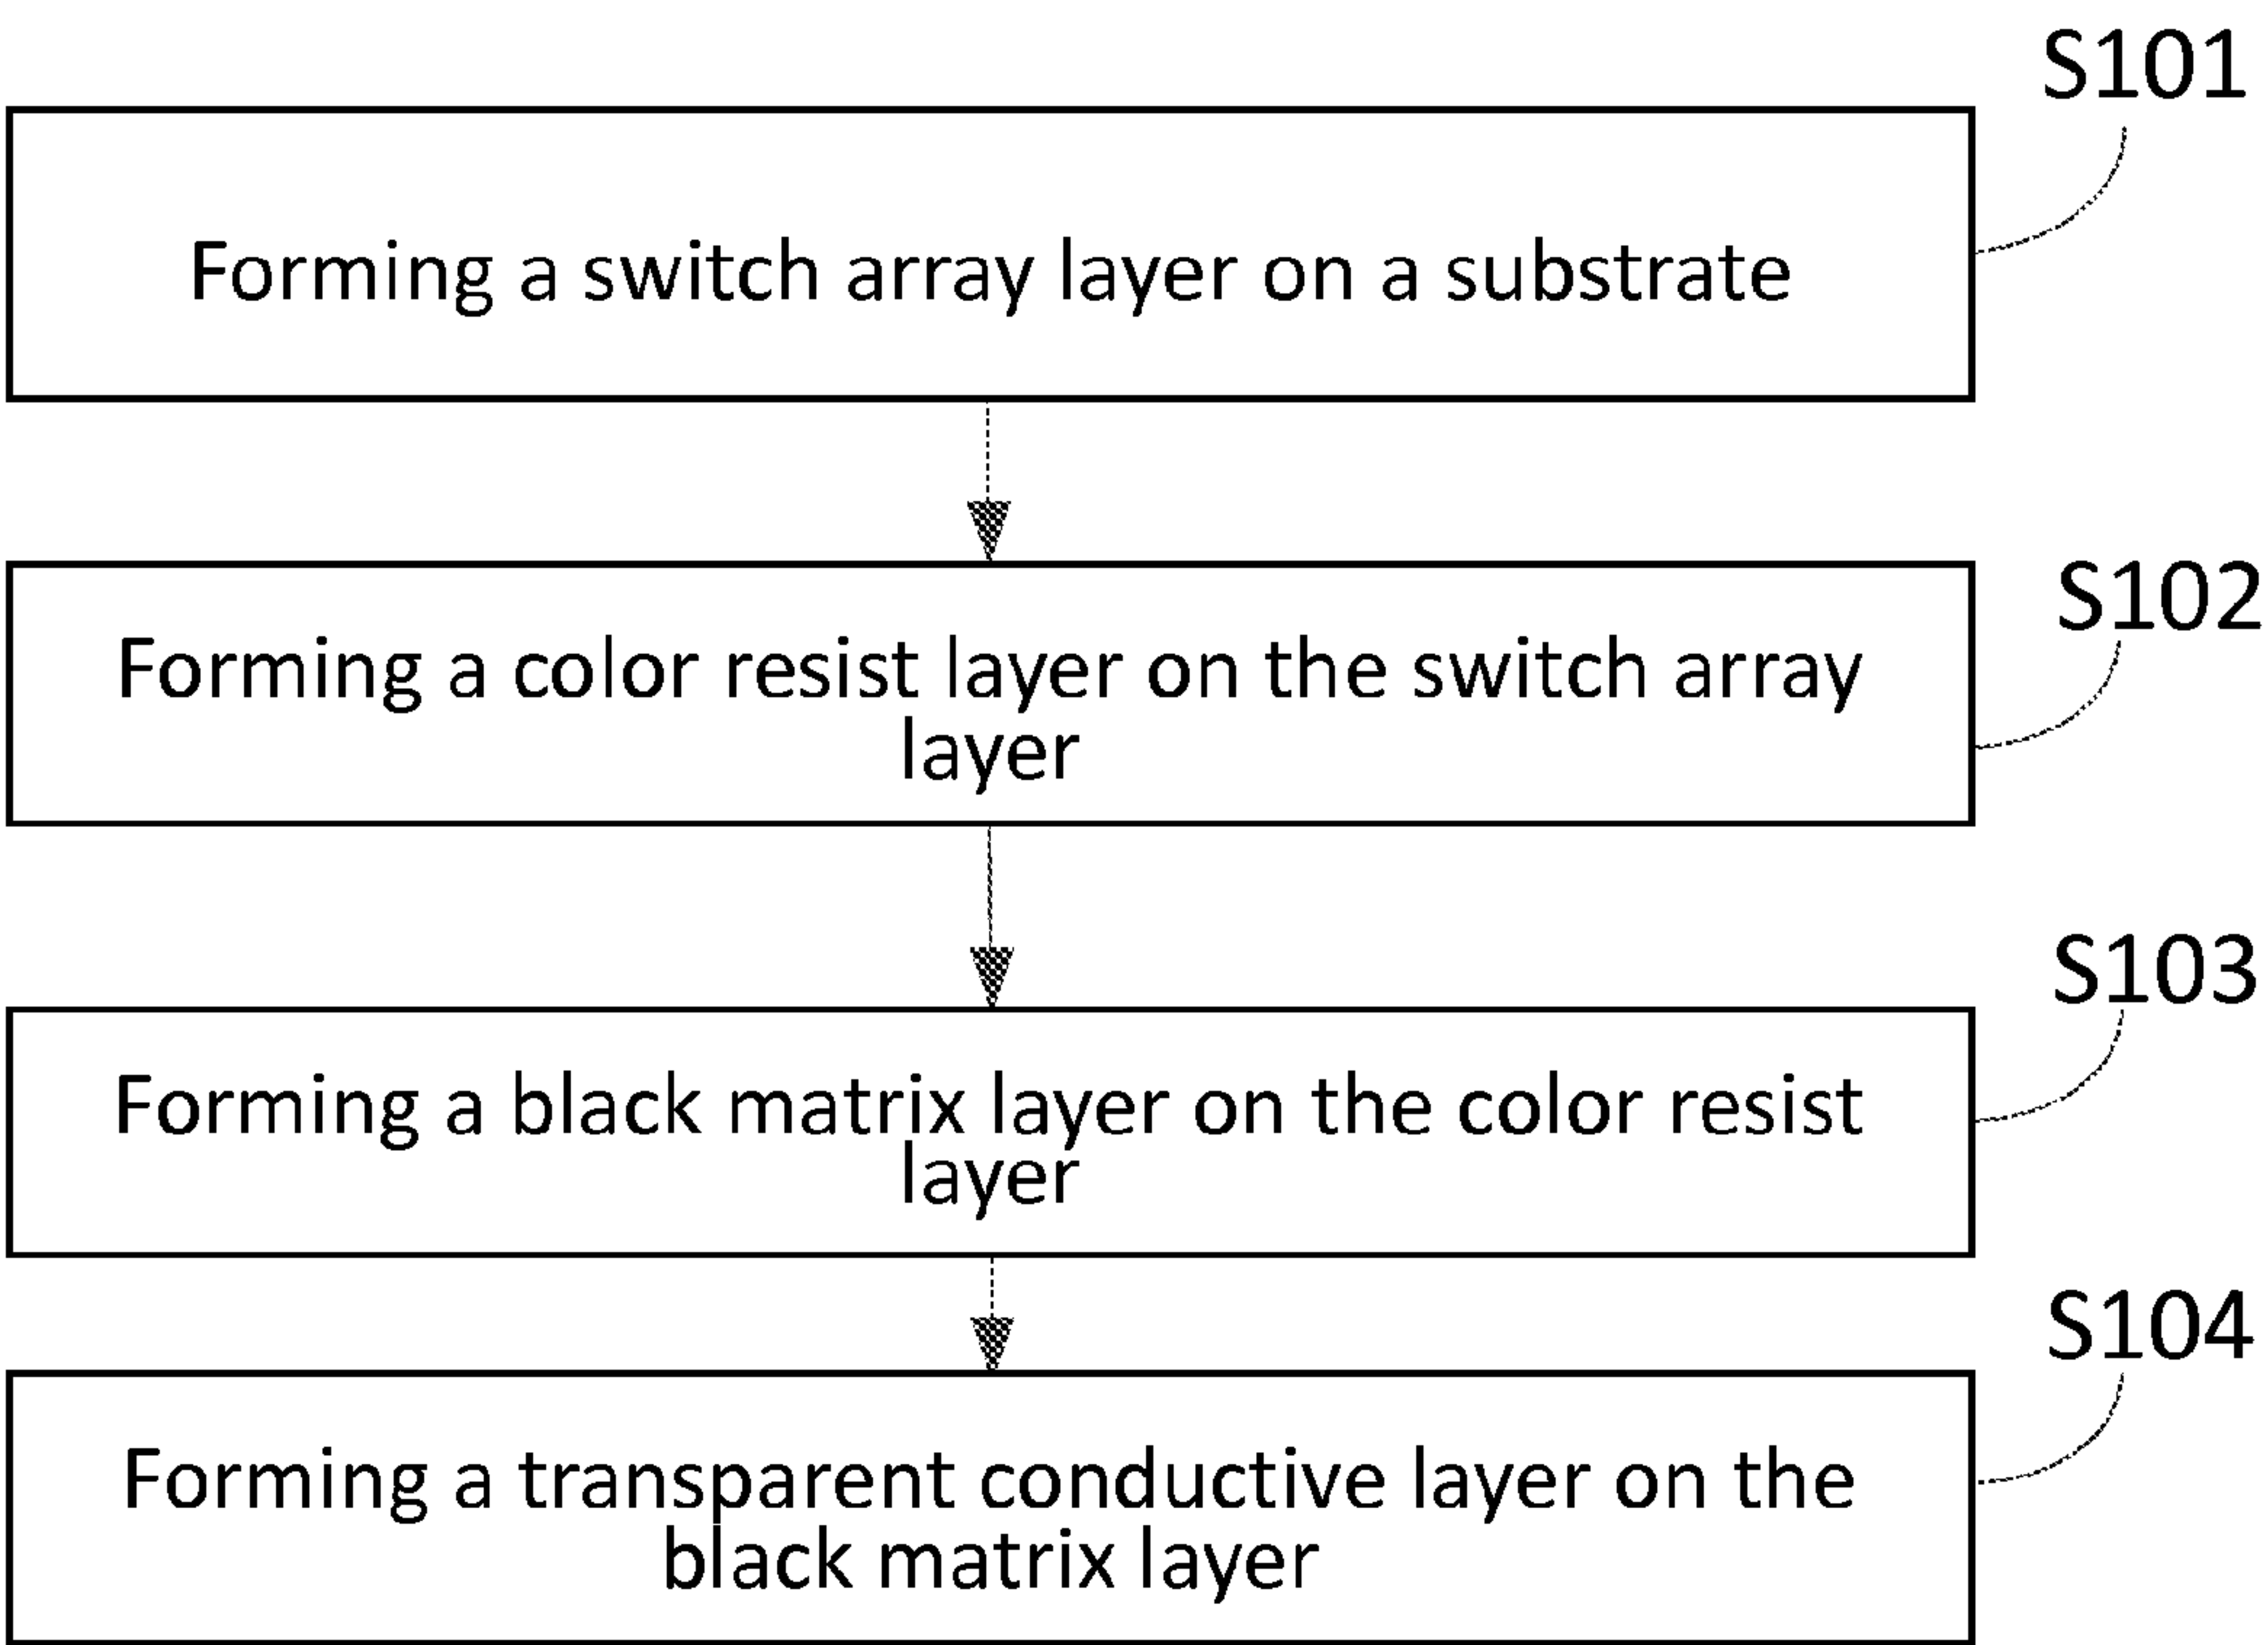 S101
Forming a switch array layer on a substrate
S102
Forming a color resist layer on the switch array
layer
S103
Forming a black matrix layer on the color resist
layer
S104
Forming a transparent conductive layer on the
black matrix layer